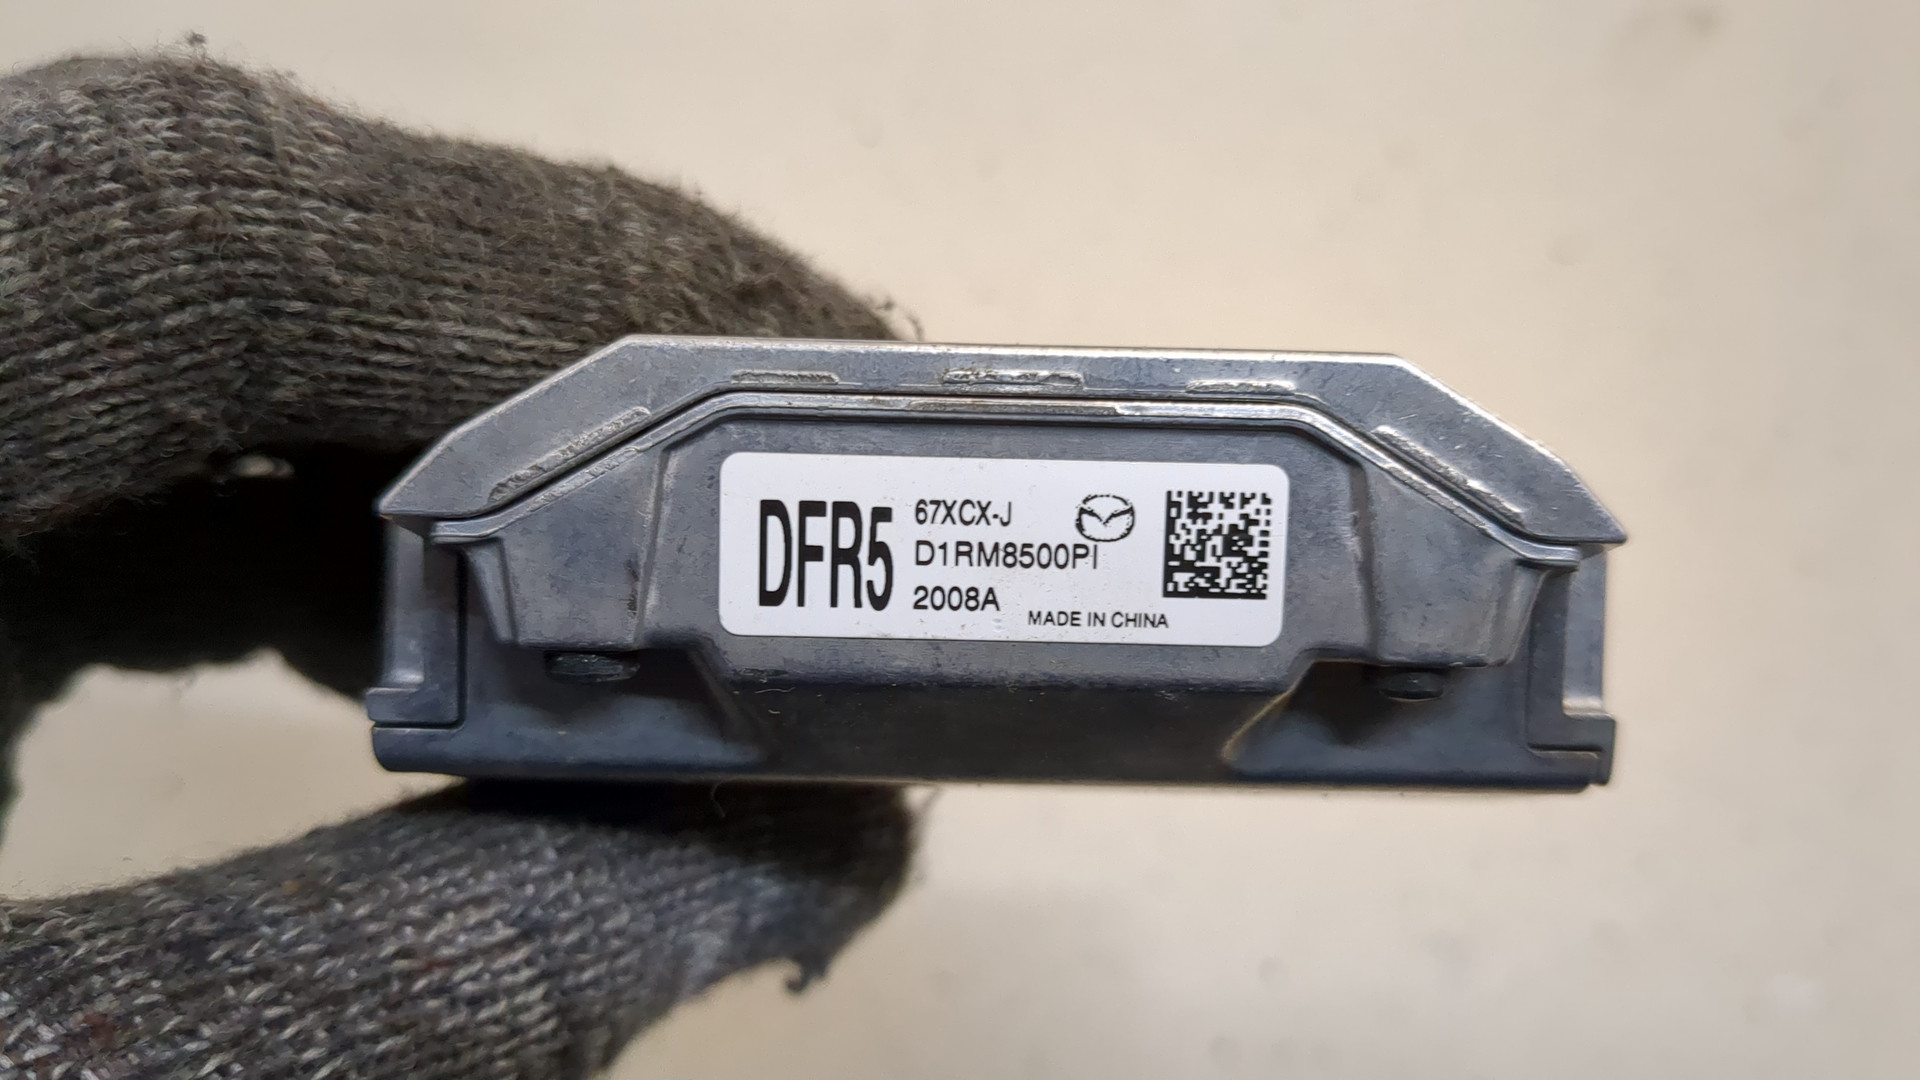 DFR5
67XCX-J
D1RM8500PI
2008A
MADE IN CHINA